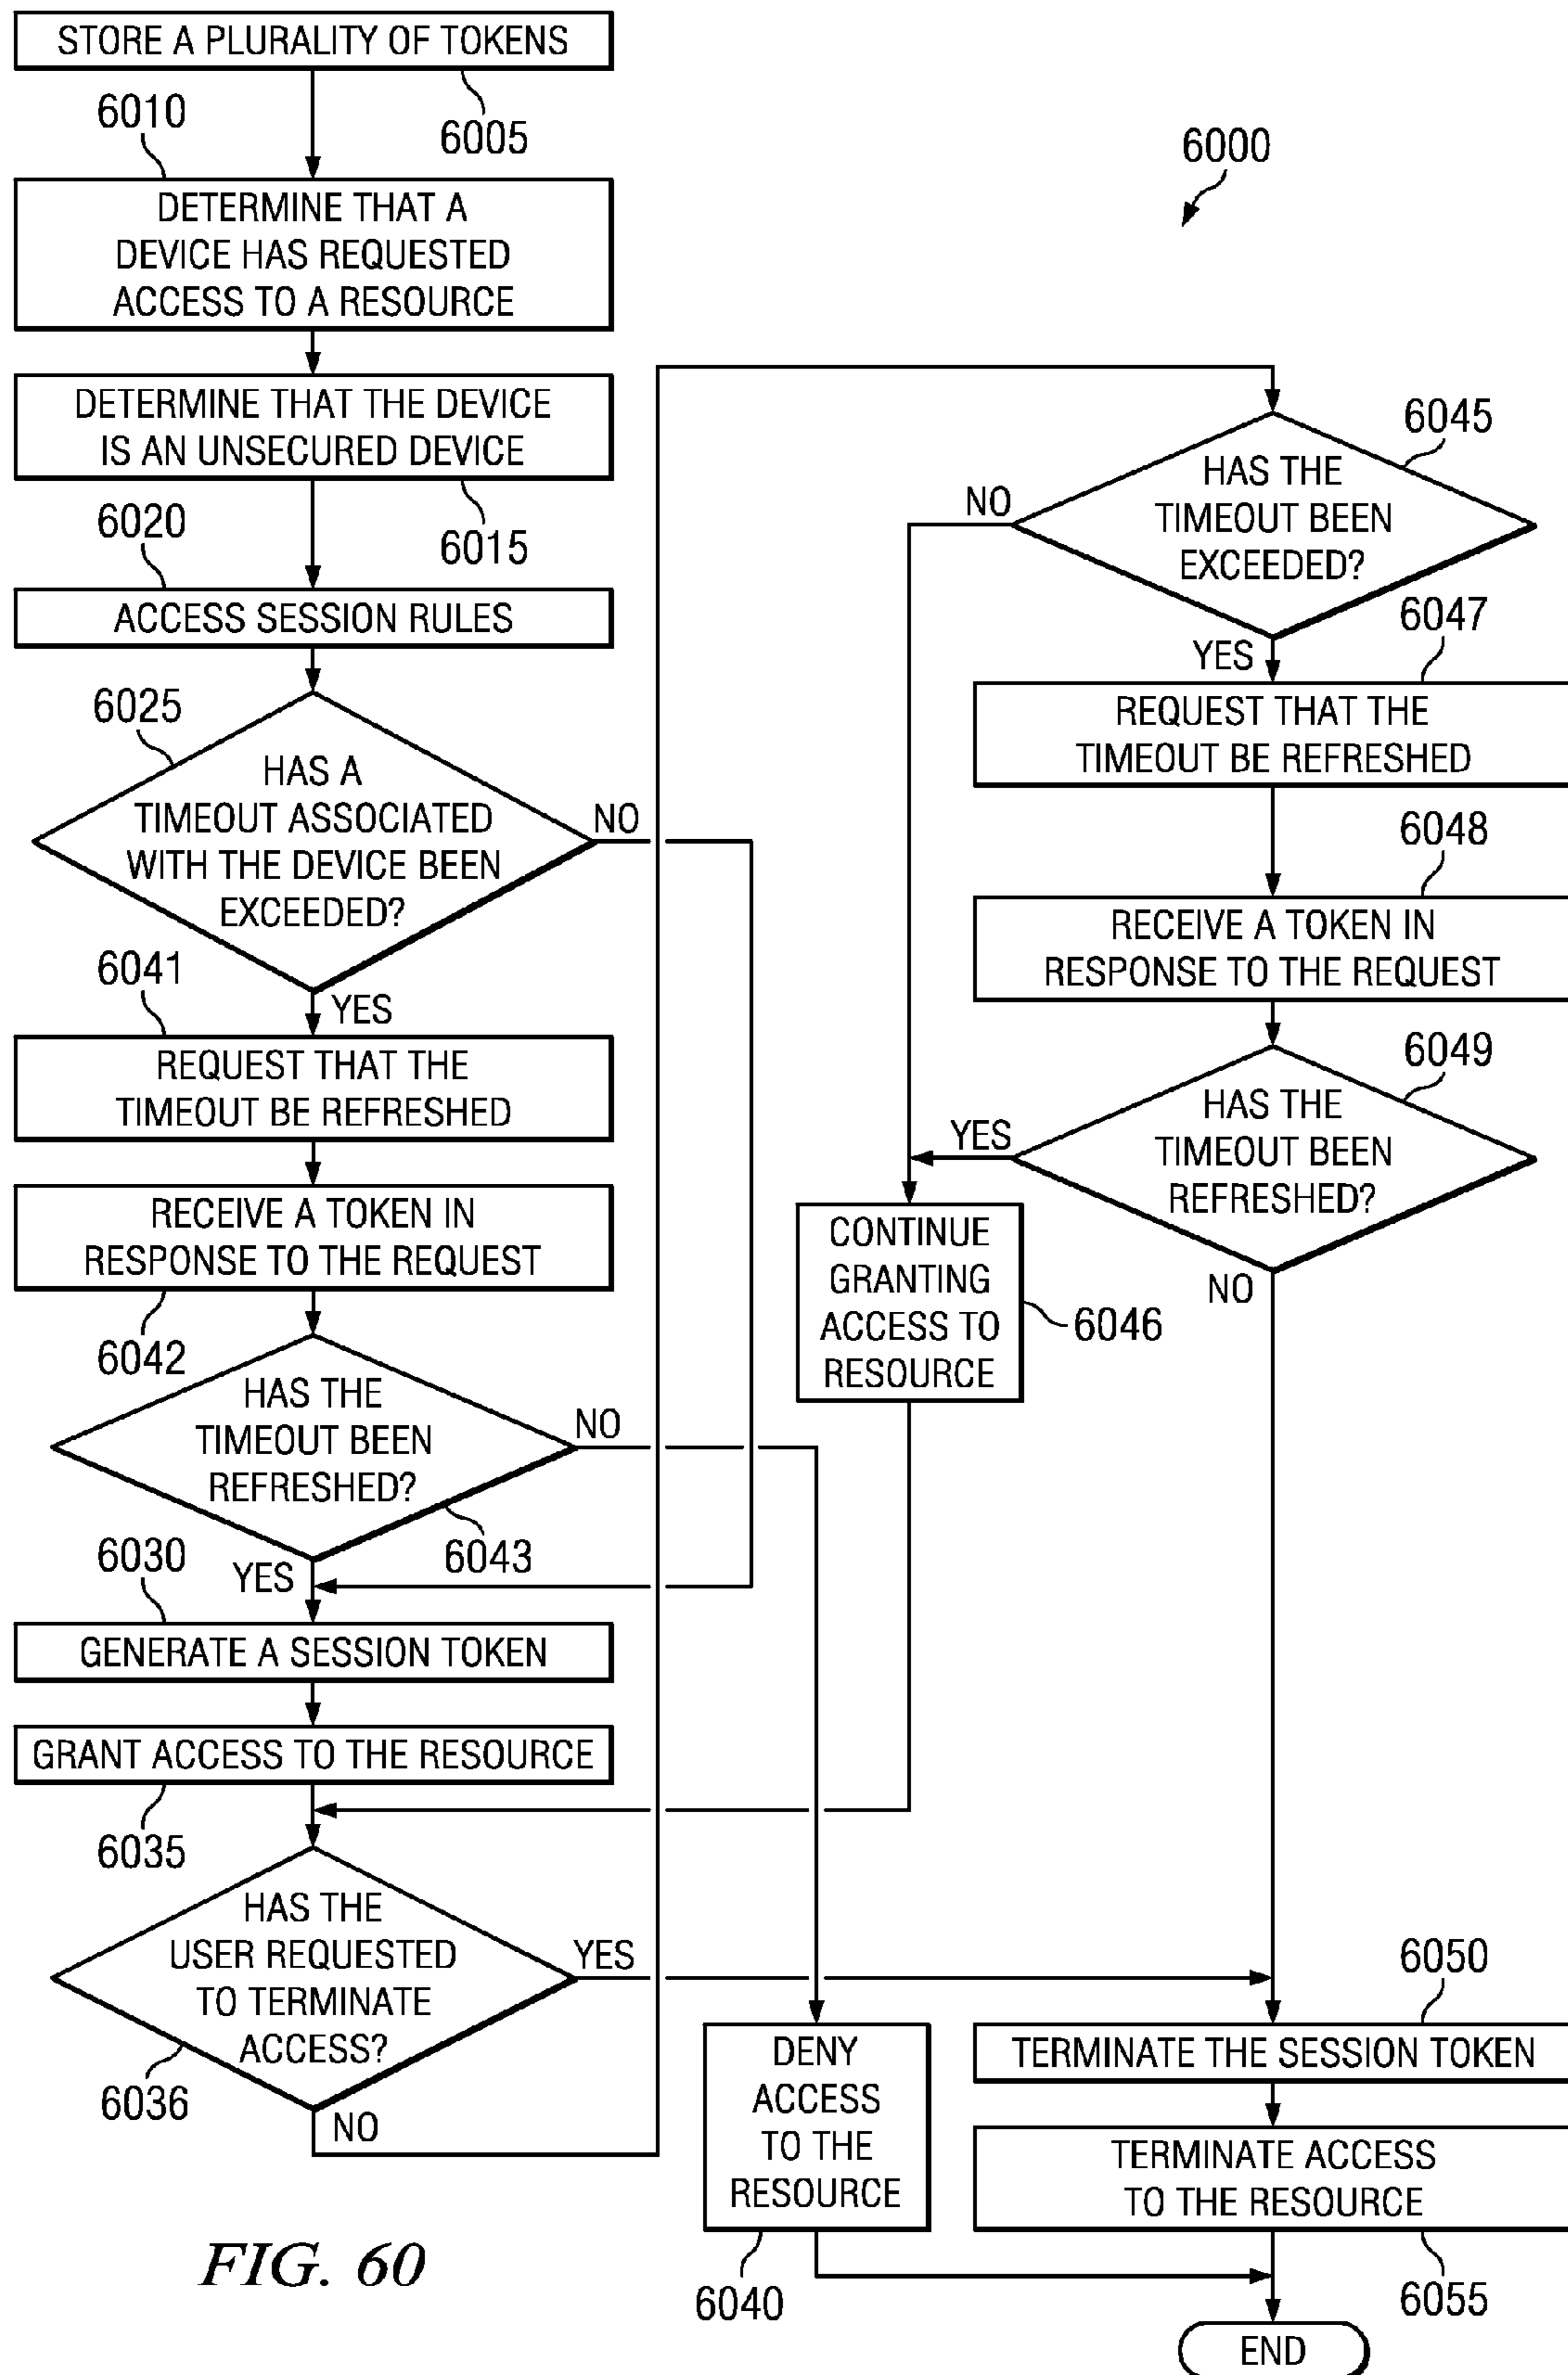 STORE A PLURALITY OF TOKENS
6005
6010
DETERMINE THAT A
DEVICE HAS REQUESTED
ACCESS TO A RESOURCE
DETERMINE THAT THE DEVICE
IS AN UNSECURED DEVICE
6015
6020
ACCESS SESSION RULES
6025
HAS A
TIMEOUT ASSOCIATED
WITH THE DEVICE BEEN
EXCEEDED?
NO
YES
6041
REQUEST THAT THE
TIMEOUT BE REFRESHED
RECEIVE A TOKEN IN
RESPONSE TO THE REQUEST
6042
HAS THE
TIMEOUT BEEN
REFRESHED?
NO
6043
YES
6030
GENERATE A SESSION TOKEN
GRANT ACCESS TO THE RESOURCE
6035
HAS THE
USER REQUESTED
TO TERMINATE
ACCESS?
YES
6036
NO
6000
6045
HAS THE
TIMEOUT BEEN
EXCEEDED?
NO
YES
6047
REQUEST THAT THE
TIMEOUT BE REFRESHED
6048
RECEIVE A TOKEN IN
RESPONSE TO THE REQUEST
6049
HAS THE
TIMEOUT BEEN
REFRESHED?
YES
NO
CONTINUE
GRANTING
ACCESS TO
RESOURCE
6046
DENY
ACCESS
TO THE
RESOURCE
6040
6050
TERMINATE THE SESSION TOKEN
TERMINATE ACCESS
TO THE RESOURCE
6055
END
FIG. 60